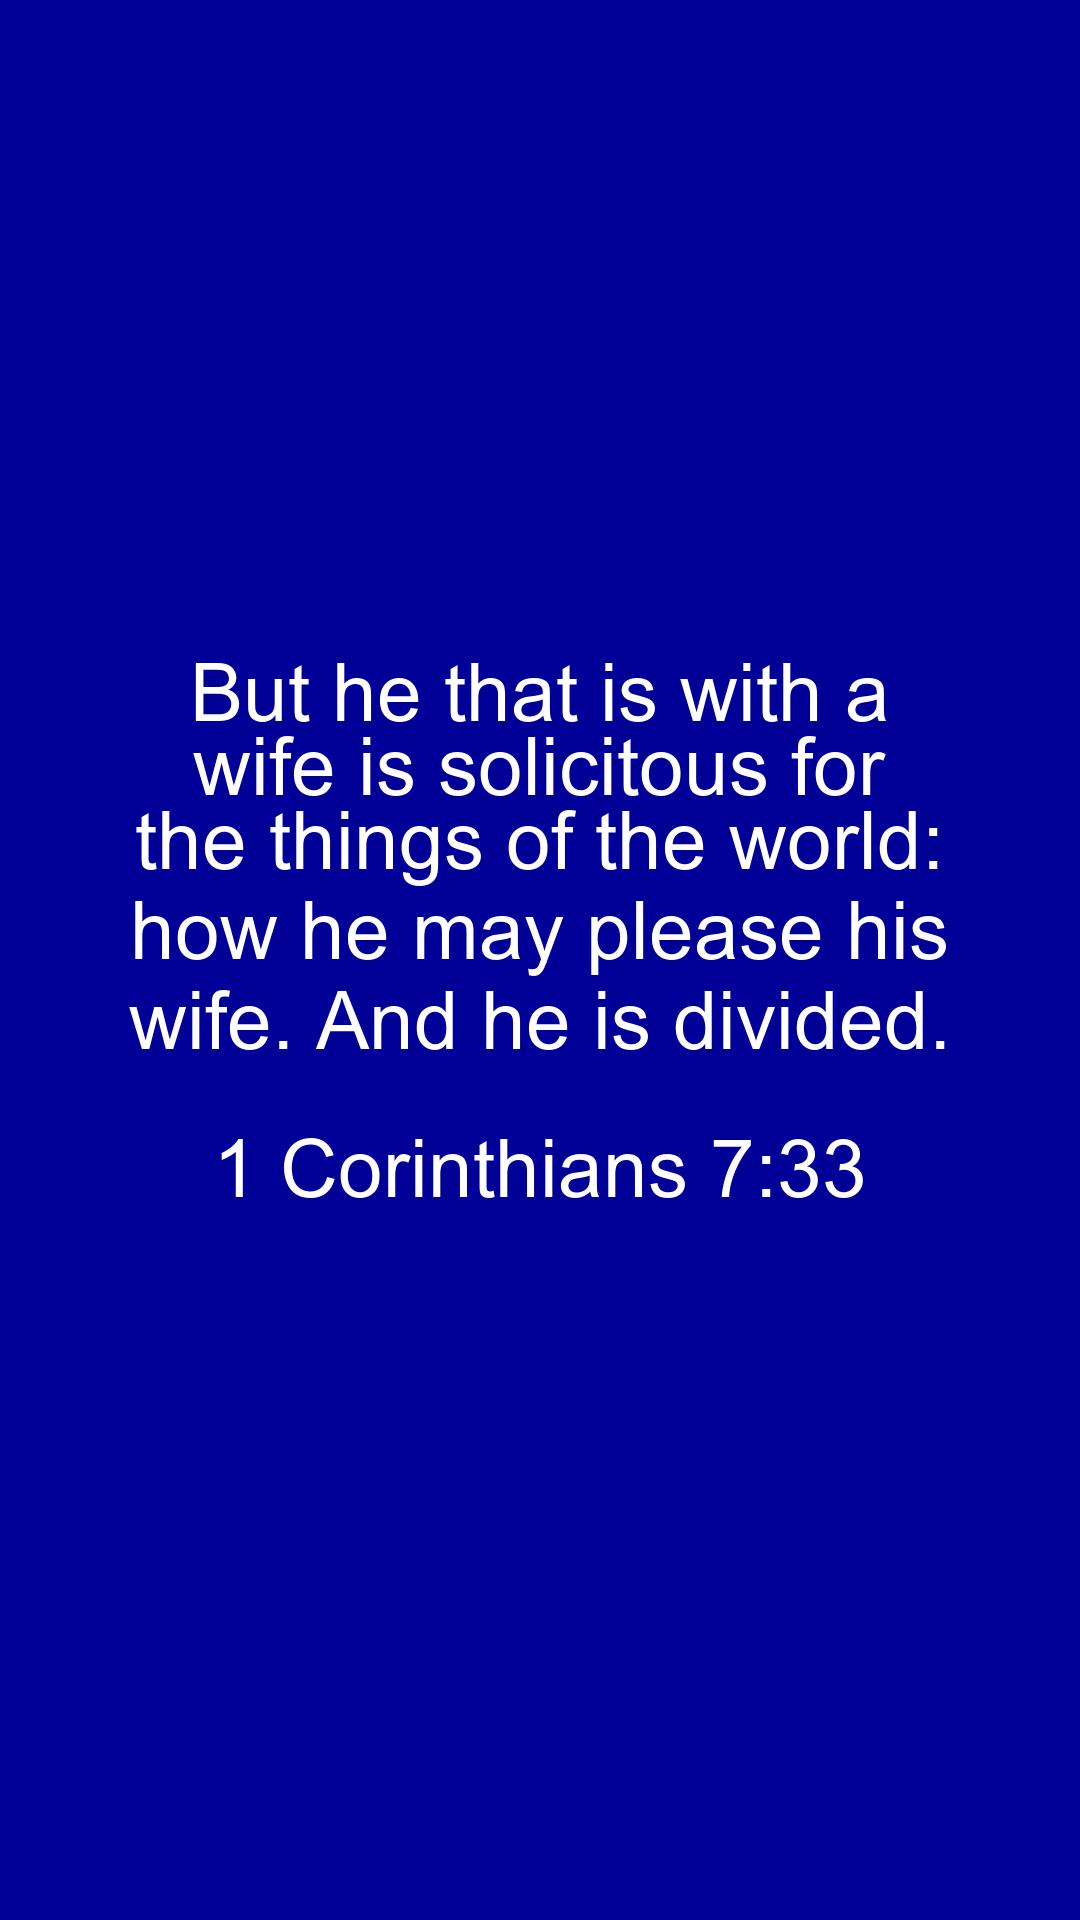 But he that is with a
wife is solicitous for
the things of the world:
how he may please his
wife. And he is divided.
1 Corinthians 7:33